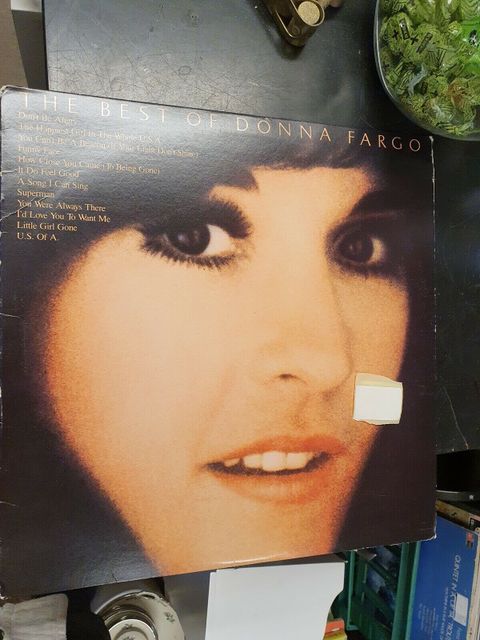 THE BEST OF DONNA FARGO
Don't Be Angry
The Happiest Girl In The Whole U.S.A.
You Can't Be A Beacon (If Your Light Don't Shine)
Funny Face
How Close You Came (To Being Gone)
It Do Feel Good
A Song I Can Sing
Superman
You Were Always There
I'd Love You To Want Me
Little Girl Gone
U.S. Of A.